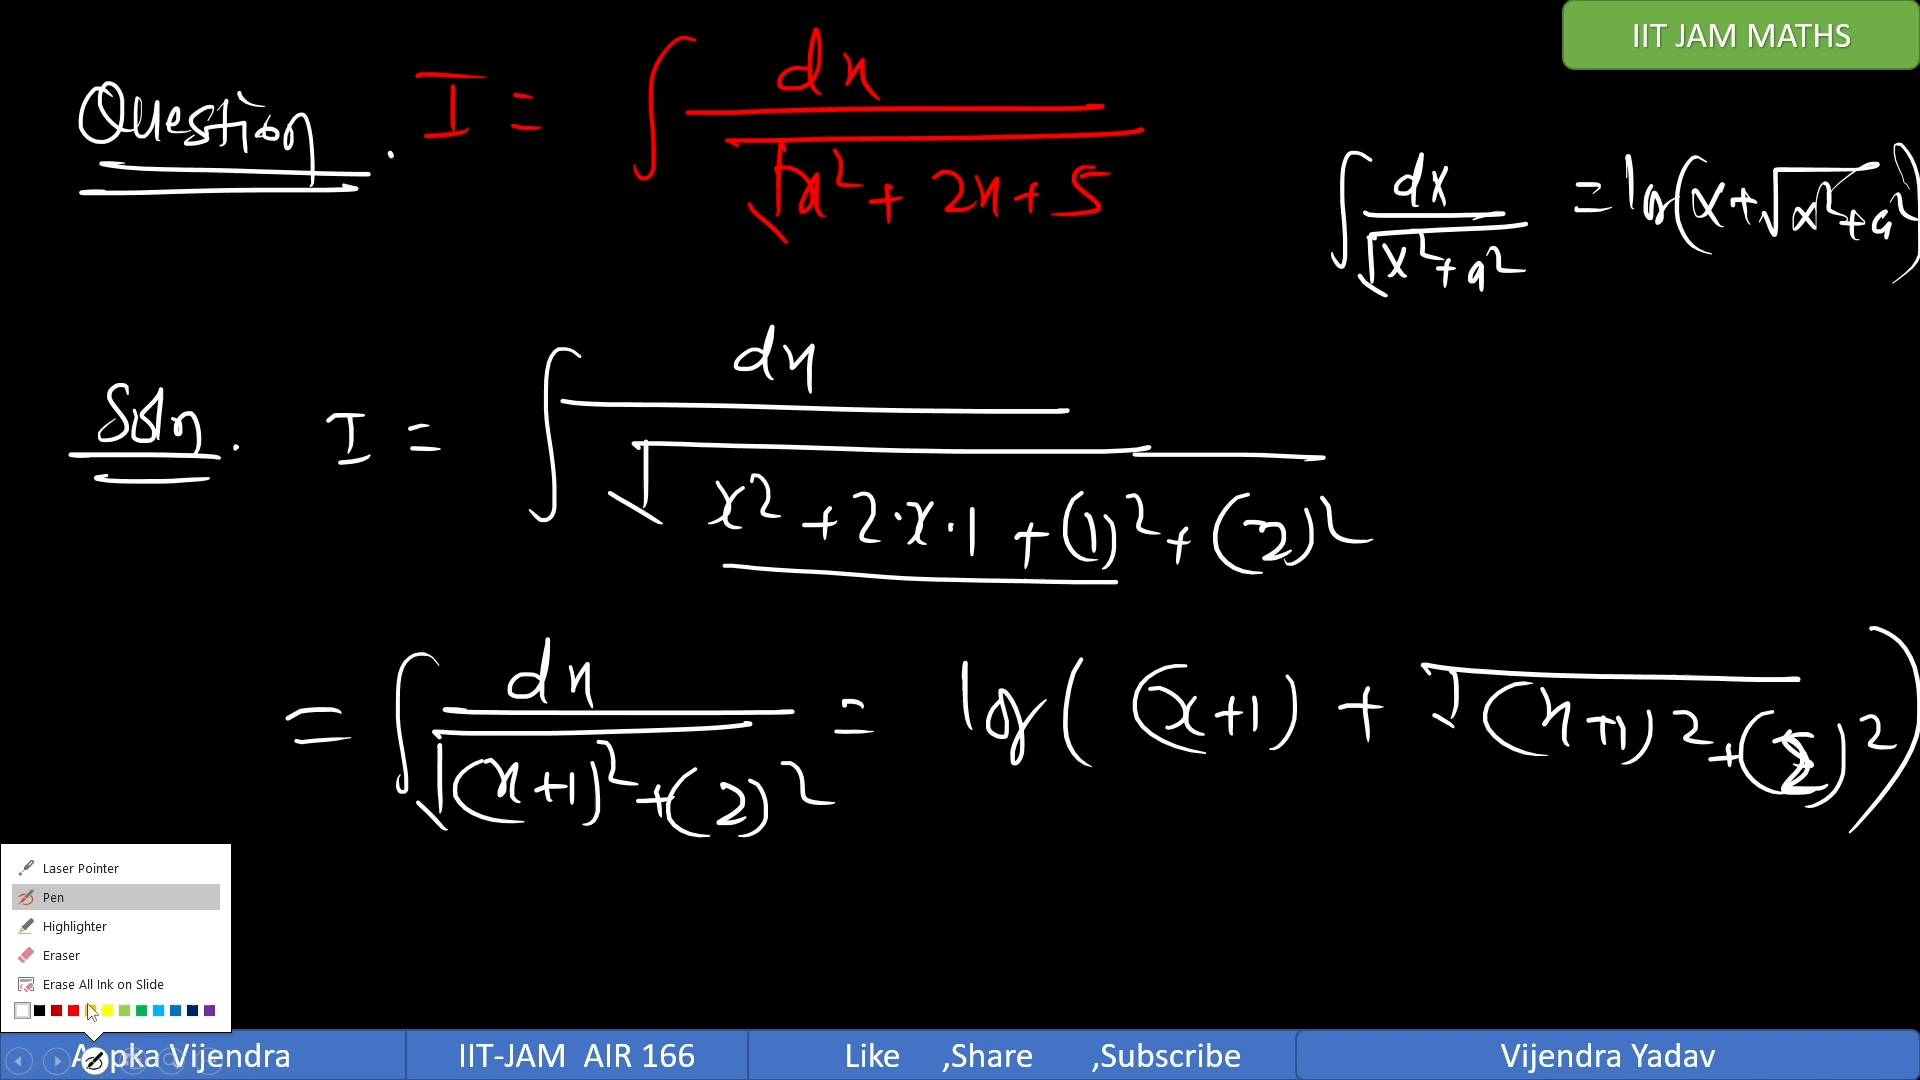 IIT JAM MATHS
Question. I = ∫ dx / √(x² + 2x + 5)
∫ dx / √(x² + a²) = log(x + √(x² + a²)
Soln. I = ∫ dx / √(x² + 2·x·1 + (1)² + (2)²
= ∫ dx / √((x+1)² + (2)² = log( (x+1) + √((x+1)² + (2)² )
Laser Pointer
Pen
Highlighter
Eraser
Erase All Ink on Slide
Apka Vijendra
IIT-JAM AIR 166
Like ,Share ,Subscribe
Vijendra Yadav